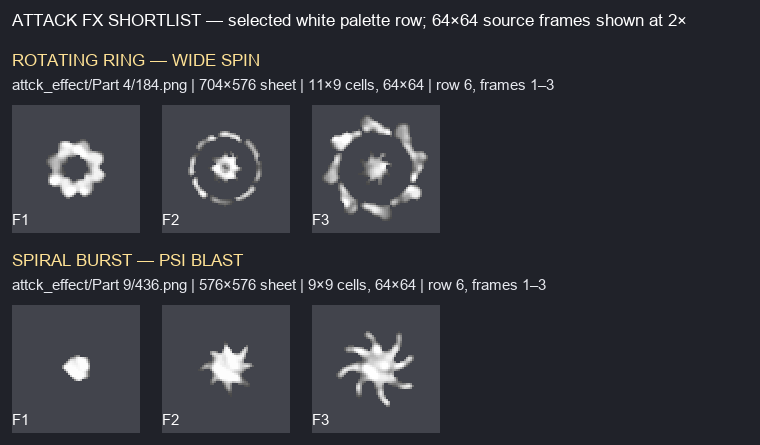 ATTACK FX SHORTLIST — selected white palette row; 64×64 source frames shown at 2×
ROTATING RING — WIDE SPIN
attck_effect/Part 4/184.png | 704×576 sheet | 11×9 cells, 64×64 | row 6, frames 1–3
F1 F2 F3
SPIRAL BURST — PSI BLAST
attck_effect/Part 9/436.png | 576×576 sheet | 9×9 cells, 64×64 | row 6, frames 1–3
F1 F2 F3